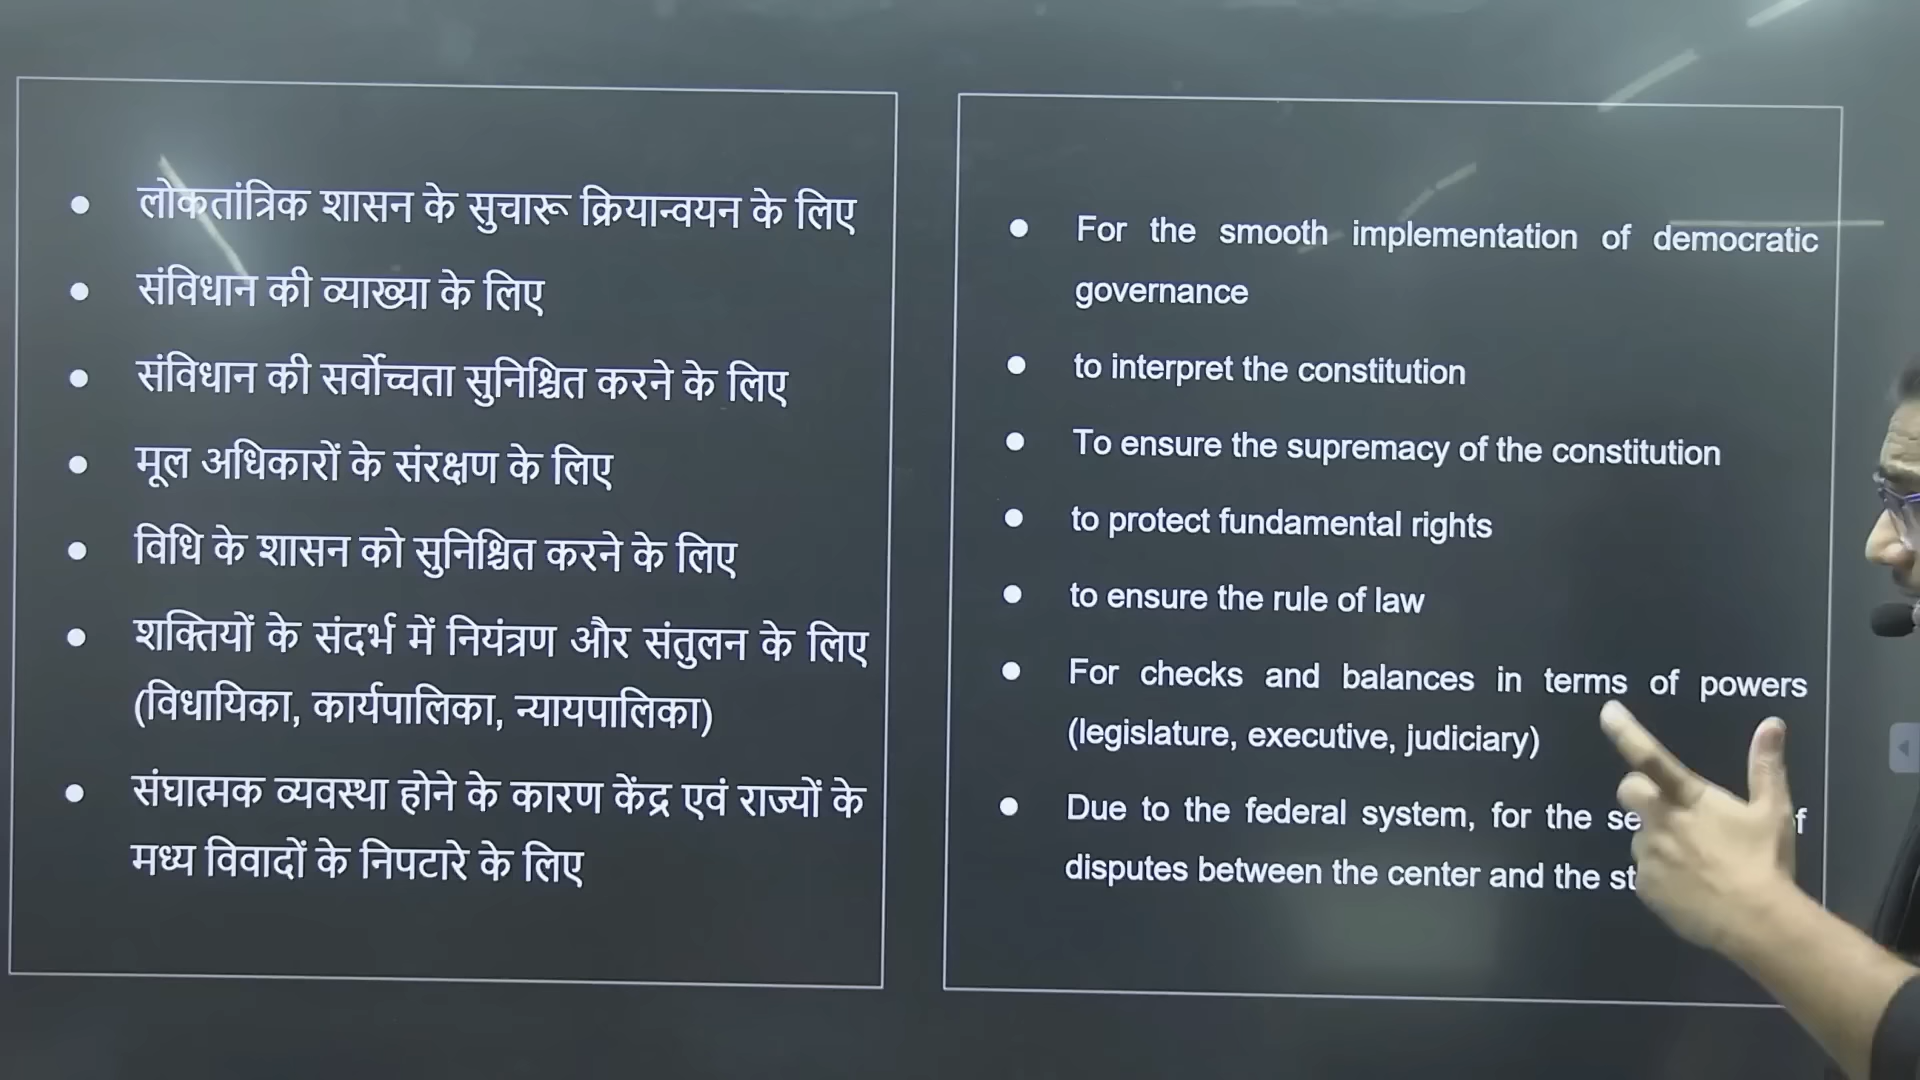 लोकतांत्रिक शासन के सुचारू क्रियान्वयन के लिए
संविधान की व्याख्या के लिए
संविधान की सर्वोच्चता सुनिश्चित करने के लिए
मूल अधिकारों के संरक्षण के लिए
विधि के शासन को सुनिश्चित करने के लिए
शक्तियों के संदर्भ में नियंत्रण और संतुलन के लिए
(विधायिका, कार्यपालिका, न्यायपालिका)
संघात्मक व्यवस्था होने के कारण केंद्र एवं राज्यों के
मध्य विवादों के निपटारे के लिए
For the smooth implementation of democratic
governance
to interpret the constitution
To ensure the supremacy of the constitution
to protect fundamental rights
to ensure the rule of law
For checks and balances in terms of powers
(legislature, executive, judiciary)
Due to the federal system, for the
disputes between the center and the